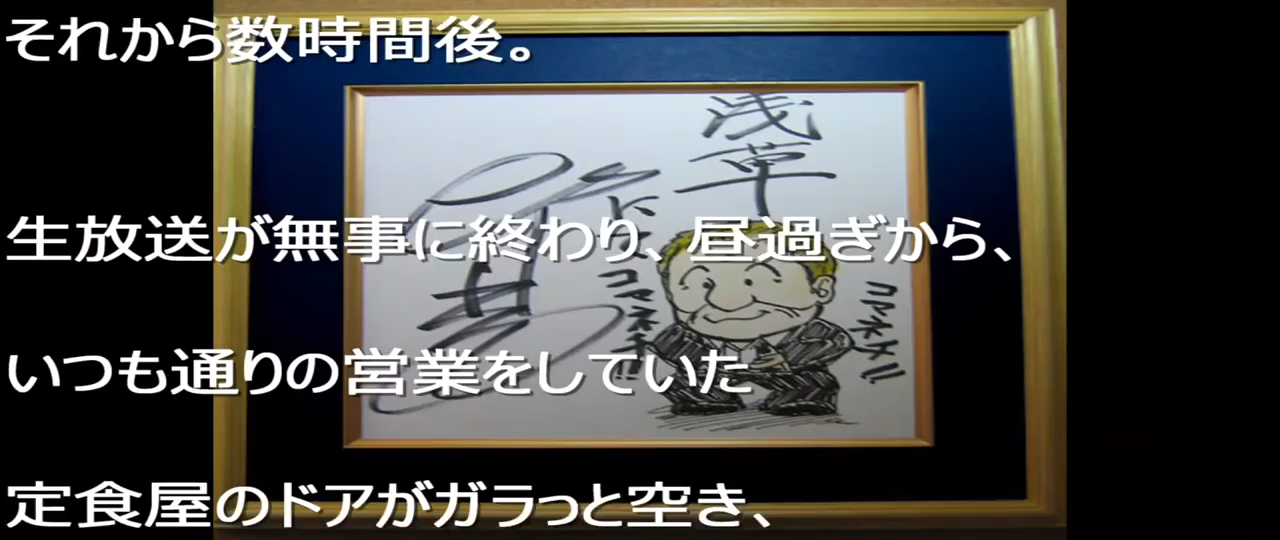 それから数時間後。
生放送が無事に終わり、昼過ぎから、
いつも通りの営業をしていた
定食屋のドアがガラっと空き、
浅草
にて
コマネチ!!
コマネチ!!